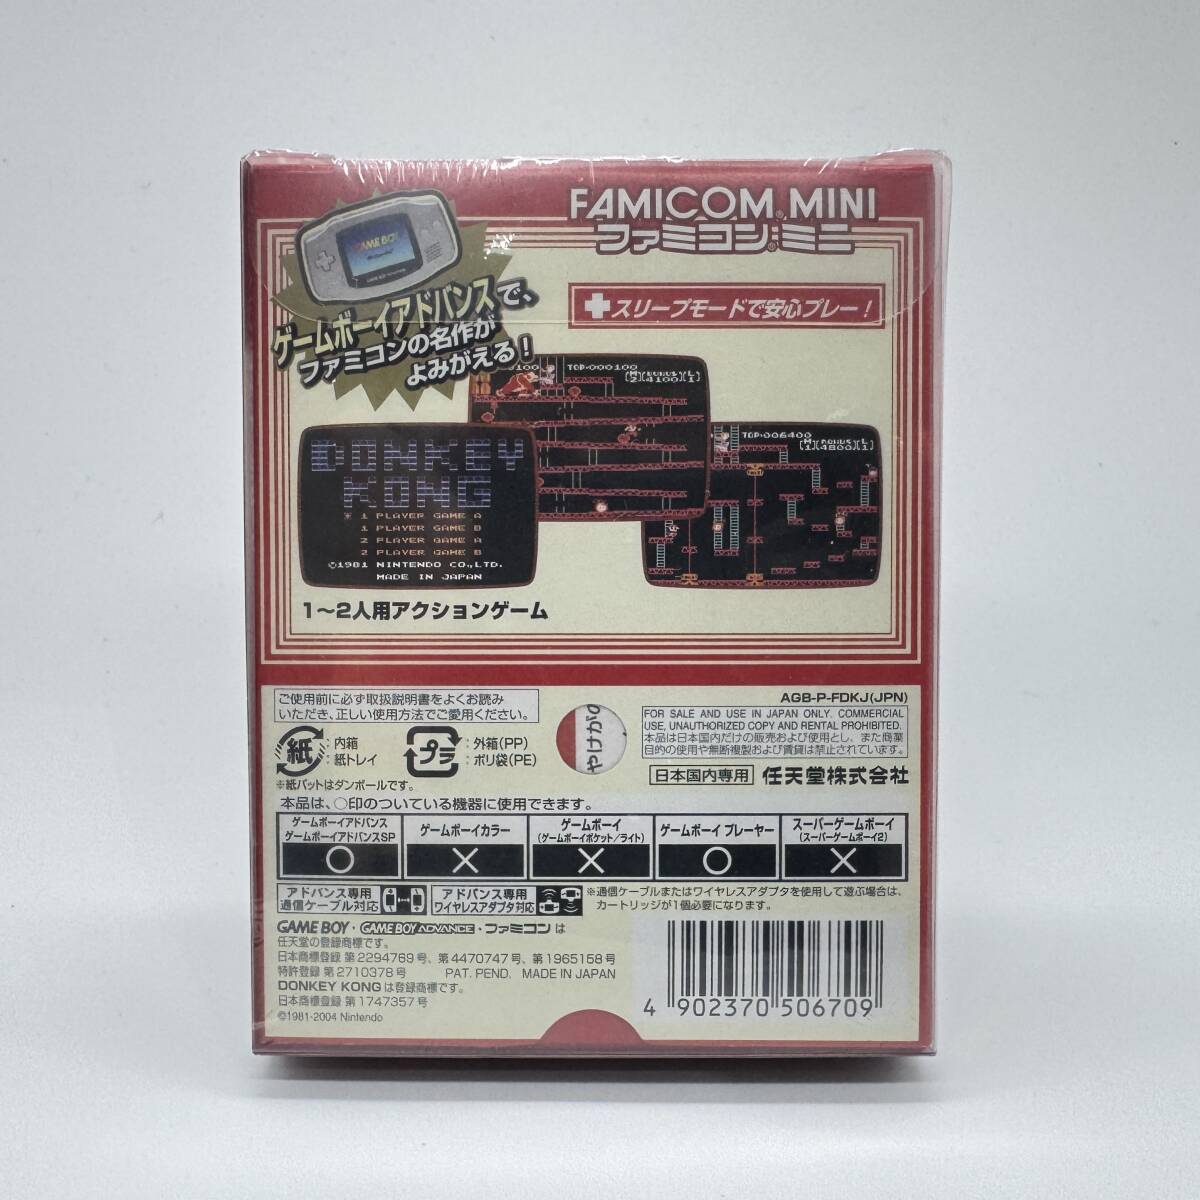 FAMICOM MINI
ファミコンミニ
GAME BOY
ゲームボーイアドバンスで、
ファミコンの名作が
よみがえる!
スリープモードで安心プレー!
TOP-000100
DONKEY
KONG
1 PLAYER GAME A
1 PLAYER GAME B
2 PLAYER GAME A
2 PLAYER GAME B
©1981 NINTENDO CO.,LTD.
MADE IN JAPAN
TOP-006400
1〜2人用アクションゲーム
ご使用前に必ず取扱説明書をよくお読み
いただき、正しい使用方法でご愛用ください。
紙
:内箱
:紙トレイ
プラ
:外箱(PP)
:ポリ袋(PE)
※紙パットはダンボールです。
AGB-P-FDKJ(JPN)
FOR SALE AND USE IN JAPAN ONLY. COMMERCIAL
USE, UNAUTHORIZED COPY AND RENTAL PROHIBITED.
本品は日本国内だけの販売および使用とし、また商業
目的の使用や無断複製および賃貸は禁止されています。
日本国内専用 任天堂株式会社
本品は、○印のついている機器に使用できます。
ゲームボーイアドバンス
ゲームボーイアドバンスSP
○
ゲームボーイカラー
×
ゲームボーイ
(ゲームボーイポケット/ライト)
×
ゲームボーイ プレーヤー
○
スーパーゲームボーイ
(スーパーゲームボーイ2)
×
アドバンス専用
通信ケーブル対応
アドバンス専用
ワイヤレスアダプタ対応
※通信ケーブルまたはワイヤレスアダプタを使用して遊ぶ場合は、
カートリッジが1個必要になります。
GAME BOY・GAME BOY ADVANCE・ファミコンは
任天堂の登録商標です。
日本商標登録 第2294769号、第4470747号、第1965158号
特許登録 第2710378号 PAT. PEND. MADE IN JAPAN
DONKEY KONGは登録商標です。
日本商標登録 第1747357号
©1981-2004 Nintendo
4 902370 506709